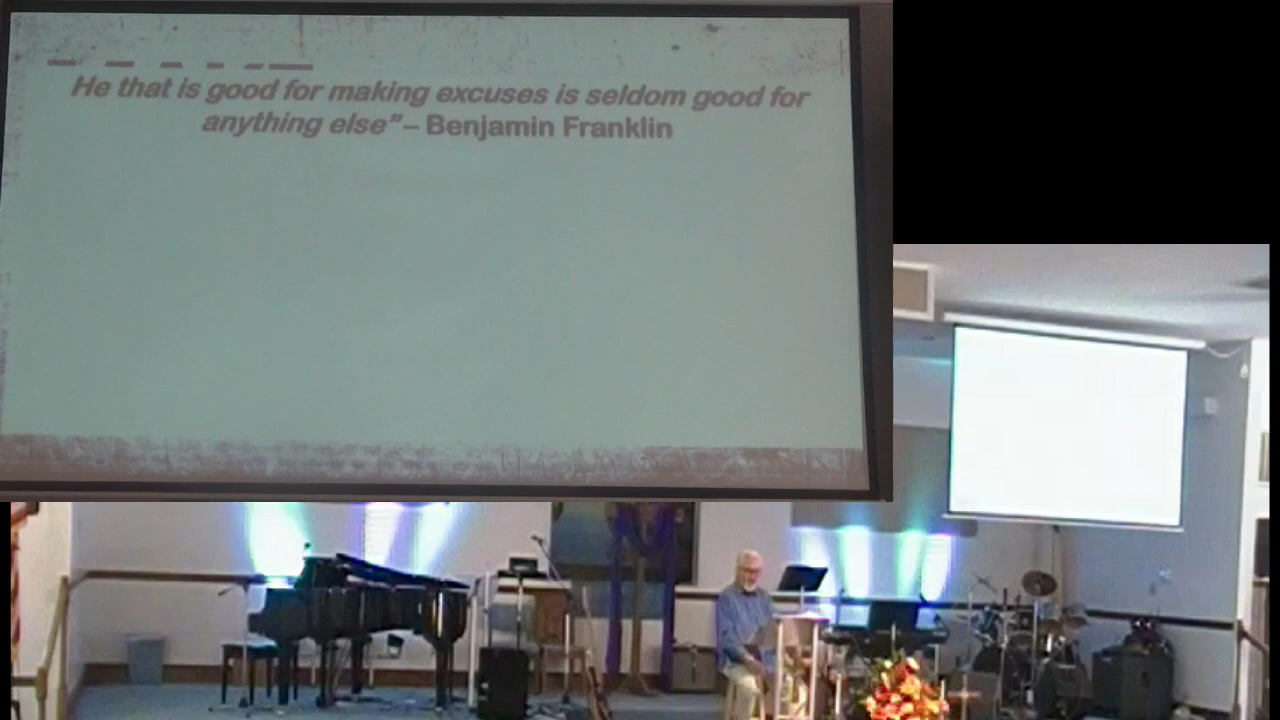 He that is good for making excuses is seldom good for
anything else” – Benjamin Franklin